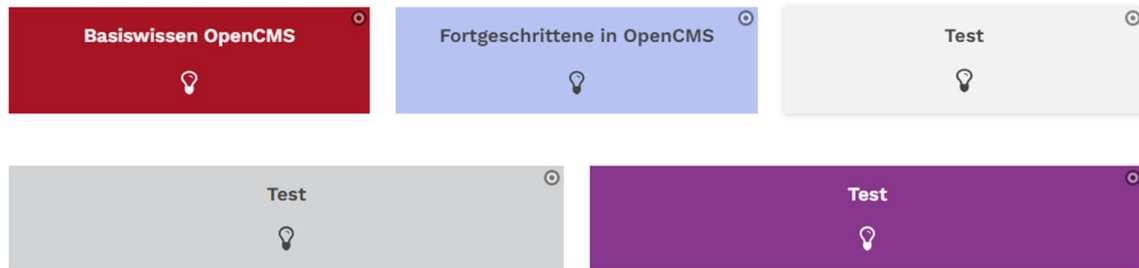 Basiswissen OpenCMS
Fortgeschrittene in OpenCMS
Test
Test
Test